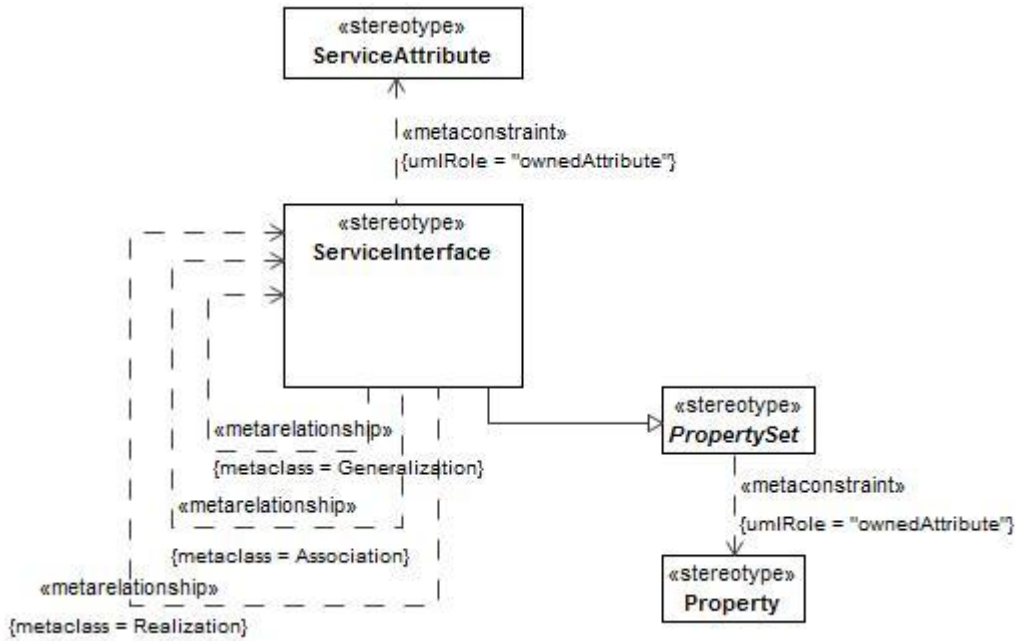 «stereotype»
ServiceAttribute
«metaconstraint»
{umlRole = "ownedAttribute"}
«stereotype»
ServiceInterface
«stereotype»
PropertySet
«metarelationship»
{metaclass = Generalization}
«metaconstraint»
«metarelationship»
{umlRole = "ownedAttribute"}
{metaclass = Association}
«stereotype»
Property
«metarelationship»
{metaclass = Realization}